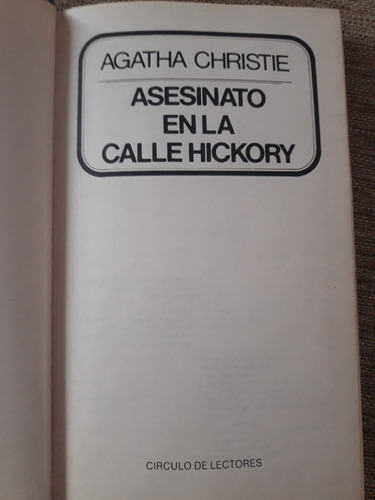 AGATHA CHRISTIE
ASESINATO
EN LA
CALLE HICKORY
CIRCULO DE LECTORES